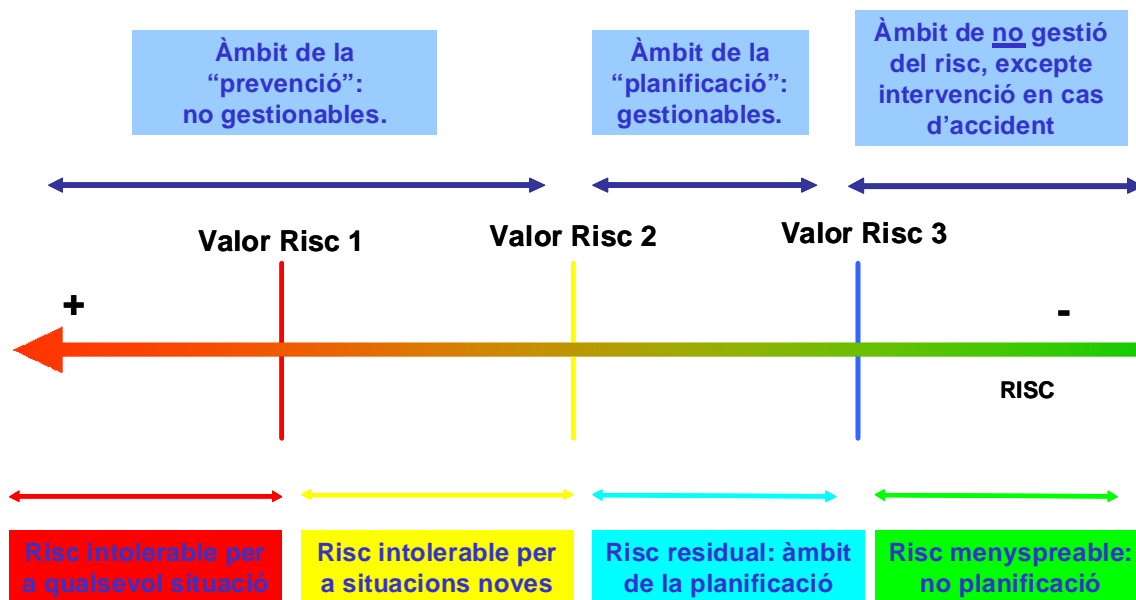 Àmbit de la
“prevenció”:
no gestionables.
Àmbit de la
“planificació”:
gestionables.
Àmbit de no gestió
del risc, excepte
intervenció en cas
d’accident
Valor Risc 1
Valor Risc 2
Valor Risc 3
+
-
RISC
Risc intolerable per
a qualsevol situació
Risc intolerable per
a situacions noves
Risc residual: àmbit
de la planificació
Risc menyspreable:
no planificació